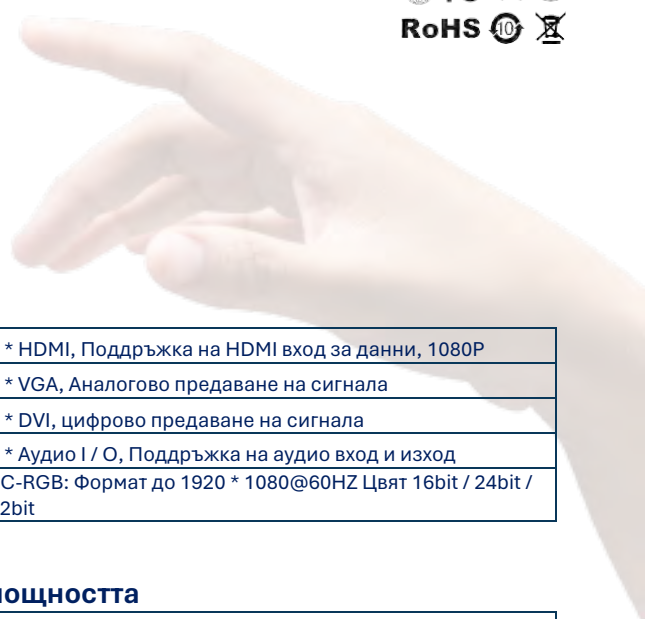 RoHS 10
* HDMI, Поддръжка на HDMI вход за данни, 1080P
* VGA, Аналогово предаване на сигнала
* DVI, цифрово предаване на сигнала
* Аудио I / O, Поддръжка на аудио вход и изход
C-RGB: Формат до 1920 * 1080@60HZ Цвят 16bit / 24bit /
2bit
ощността